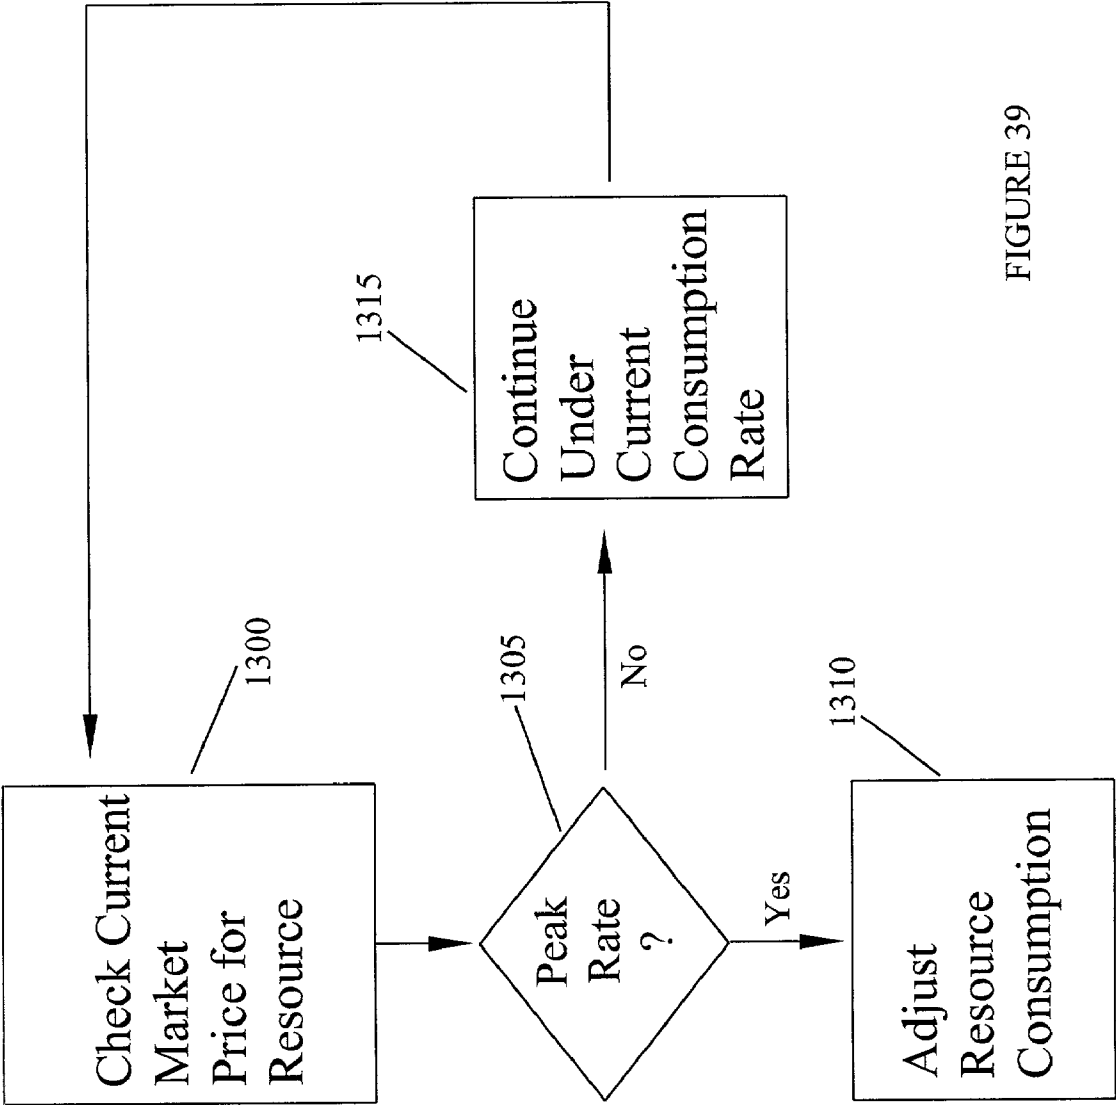 Check Current
Market
Price for
Resource
1300
Peak
Rate
?
1305
No
Yes
Continue
Under
Current
Consumption
Rate
1315
Adjust
Resource
Consumption
1310
FIGURE 39